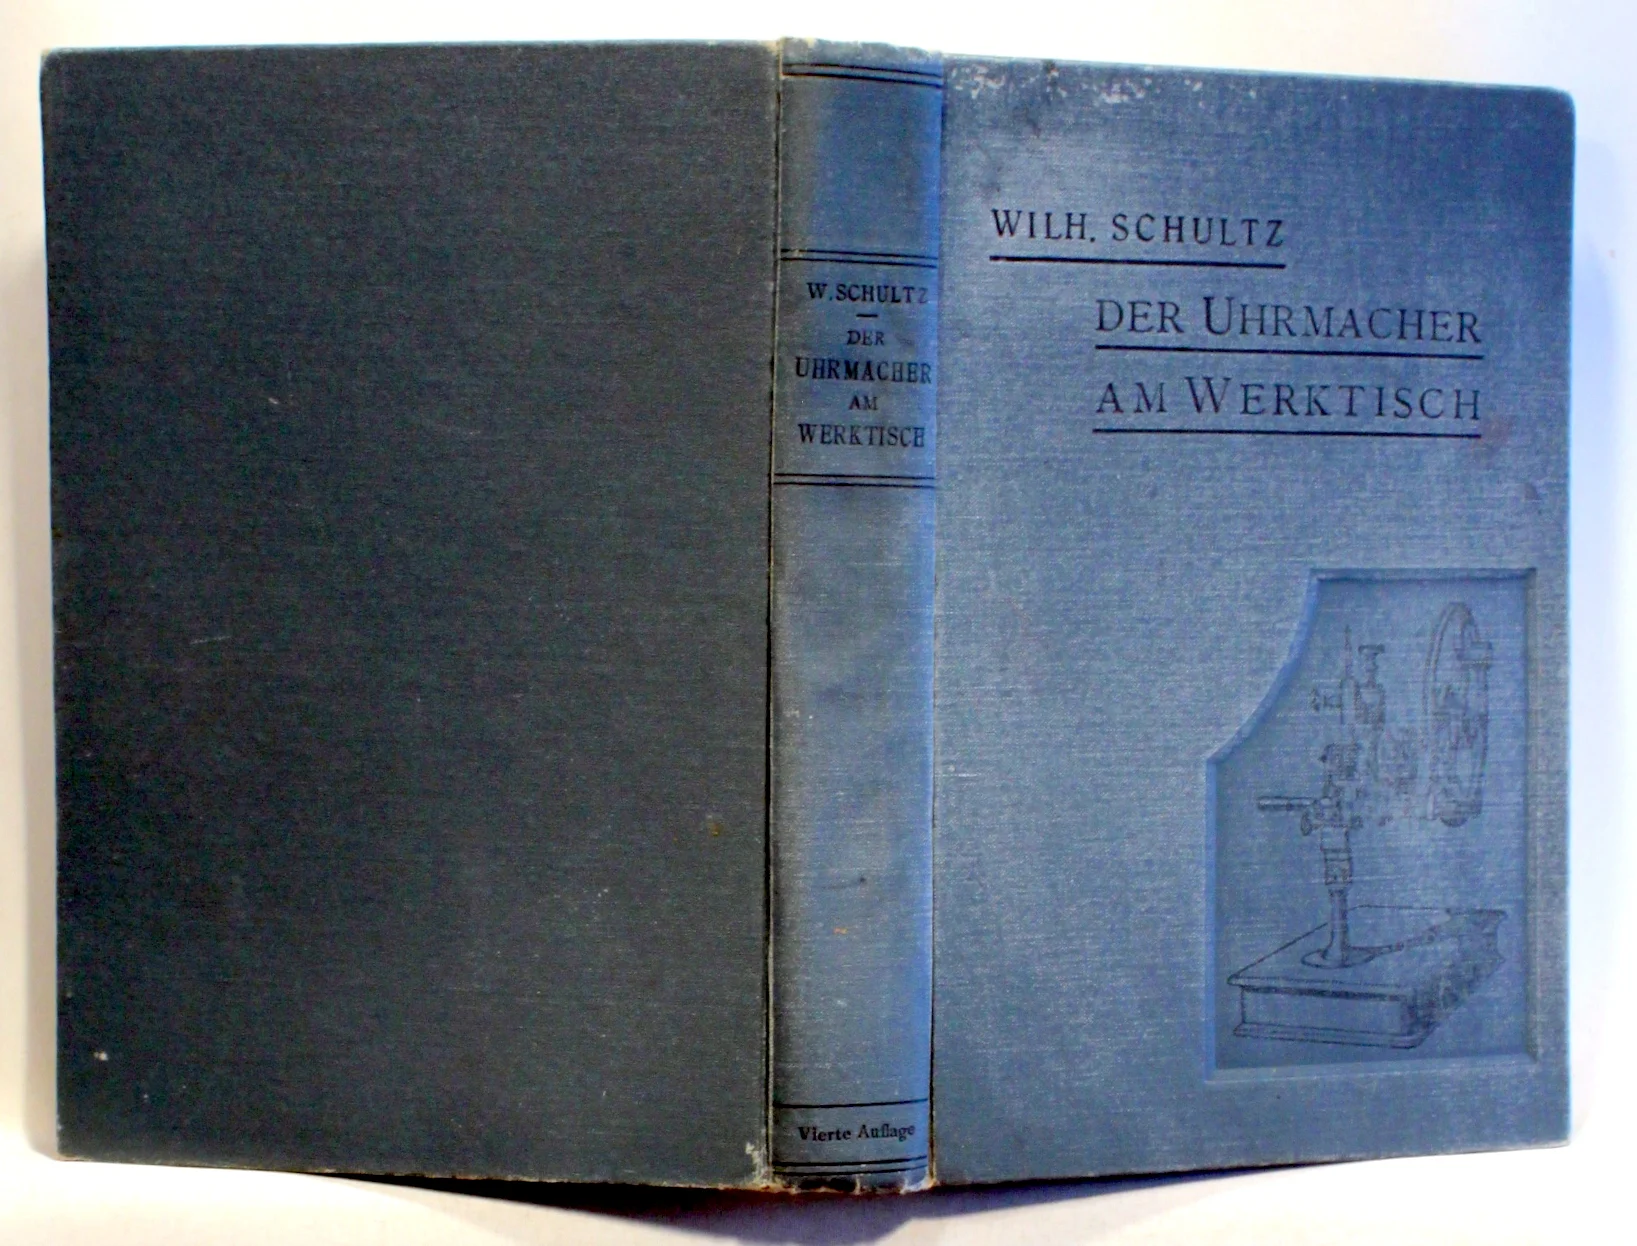 WILH. SCHULTZ
DER UHRMACHER
AM WERKTISCH
W. SCHULTZ
DER
UHRMACHER
AM
WERKTISCH
Vierte Auflage